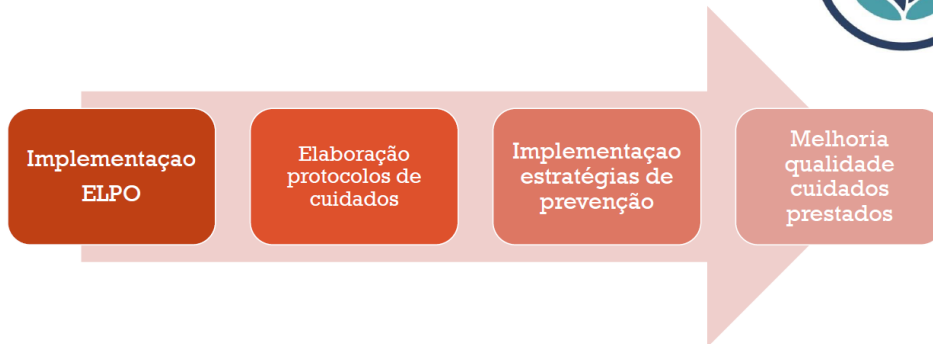 Implementaçao
ELPO
Elaboração
protocolos de
cuidados
Implementaçao
estratégias de
prevenção
Melhoria
qualidade
cuidados
prestados